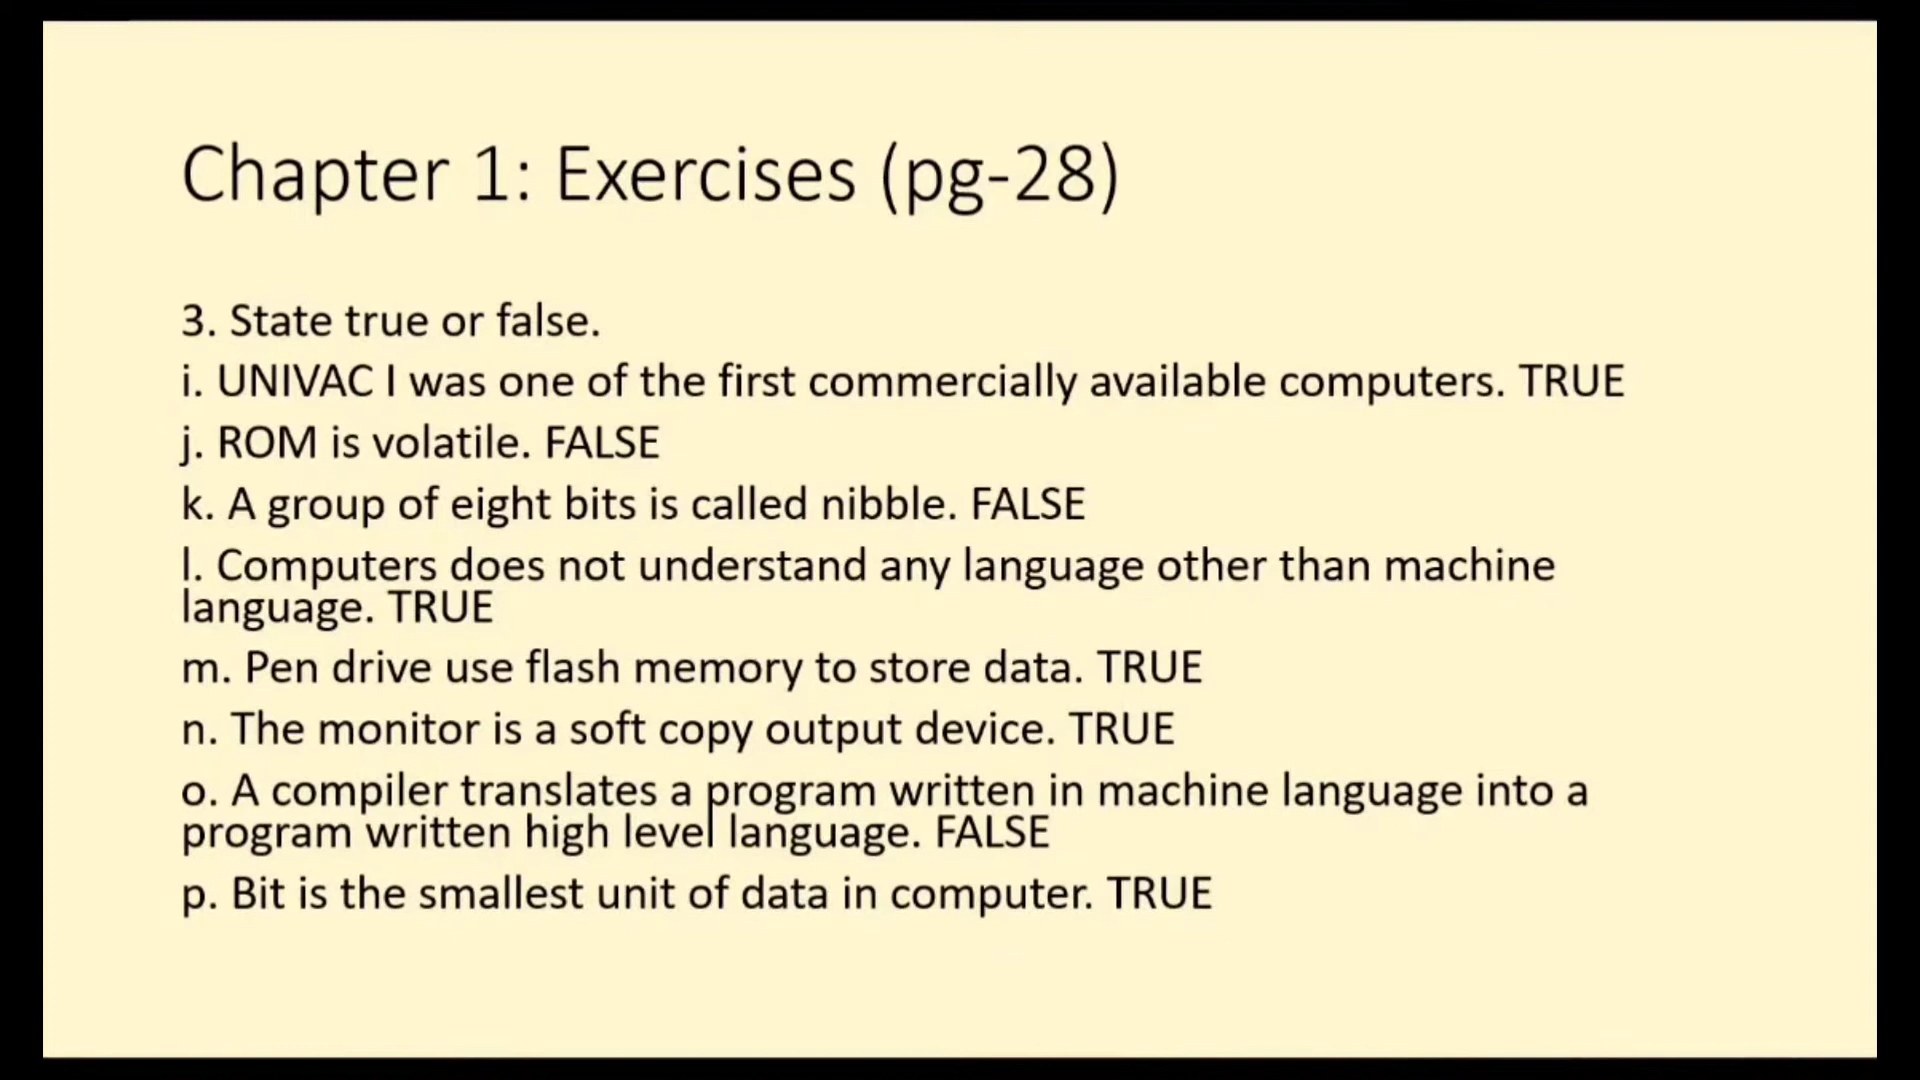 Chapter 1: Exercises (pg-28)
3. State true or false.
i. UNIVAC I was one of the first commercially available computers. TRUE
j. ROM is volatile. FALSE
k. A group of eight bits is called nibble. FALSE
l. Computers does not understand any language other than machine
language. TRUE
m. Pen drive use flash memory to store data. TRUE
n. The monitor is a soft copy output device. TRUE
o. A compiler translates a program written in machine language into a
program written high level language. FALSE
p. Bit is the smallest unit of data in computer. TRUE